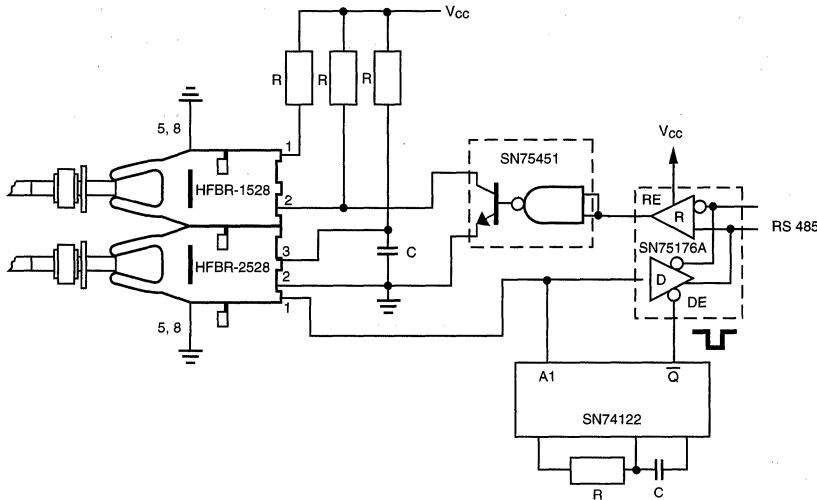 VCC
R
R
R
5, 8
1
SN75451
VCC
HFBR-1528
RE
R
2
RS 485
SN75176A
3
HFBR-2528
C
D
2
DE
1
5, 8
A1
Q
SN74122
R
C